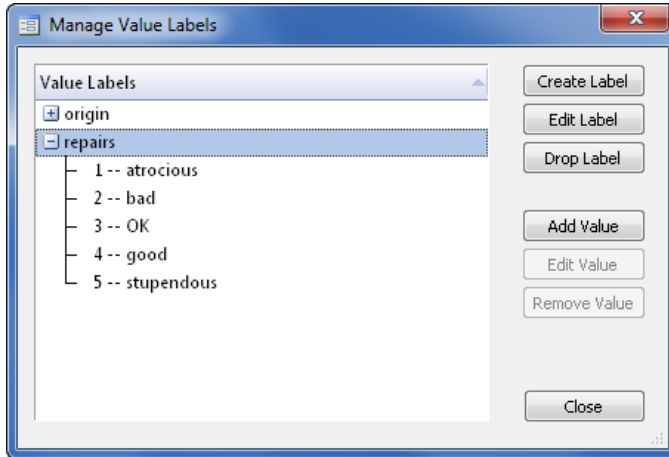 Manage Value Labels
Value Labels
origin
repairs
1 -- atrocious
2 -- bad
3 -- OK
4 -- good
5 -- stupendous
Create Label
Edit Label
Drop Label
Add Value
Edit Value
Remove Value
Close